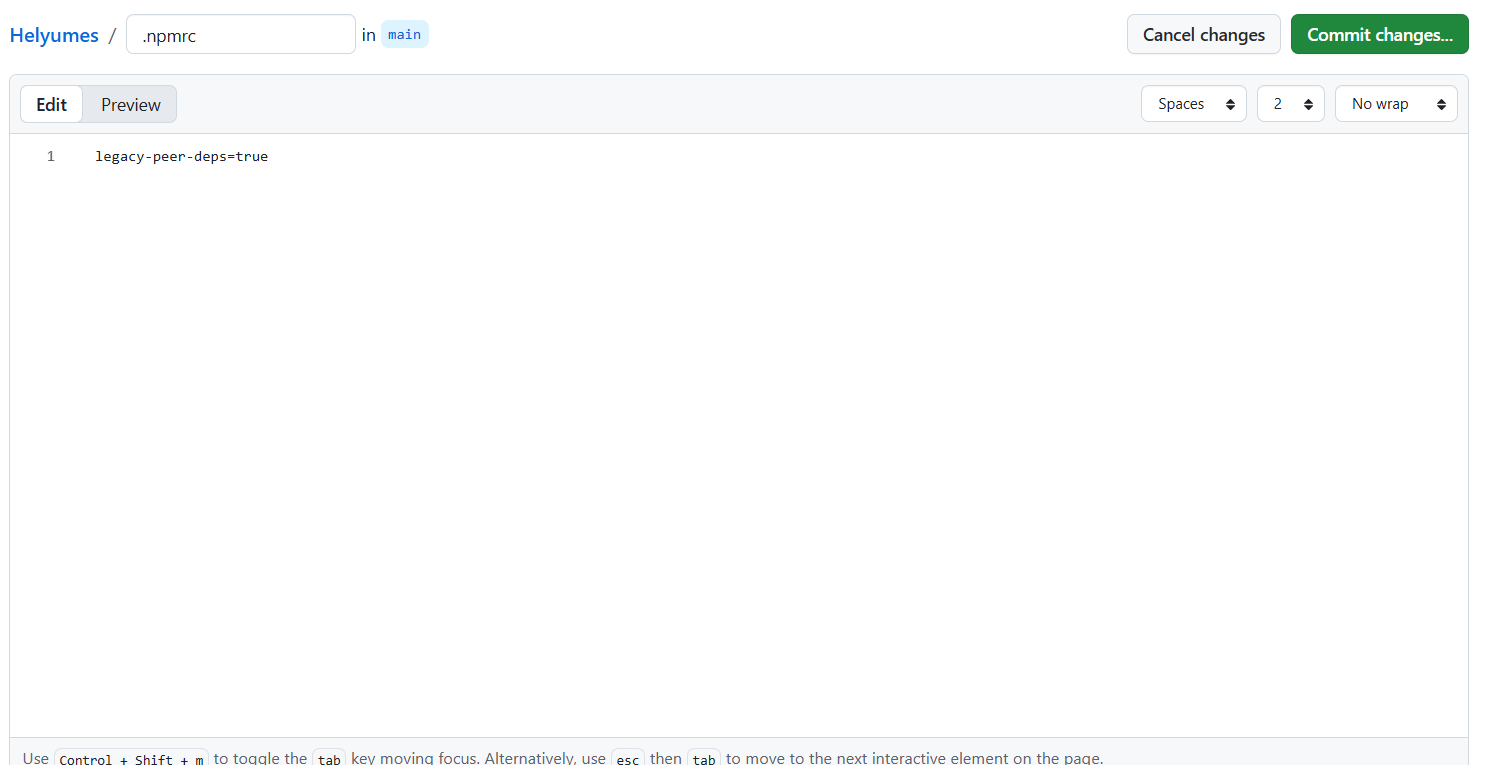 Helyumes / .npmrc in main Cancel changes Commit changes...
Edit Preview Spaces 2 No wrap
1 legacy-peer-deps=true
Use Control + Shift + m to toggle the tab key moving focus. Alternatively, use esc then tab to move to the next interactive element on the page.